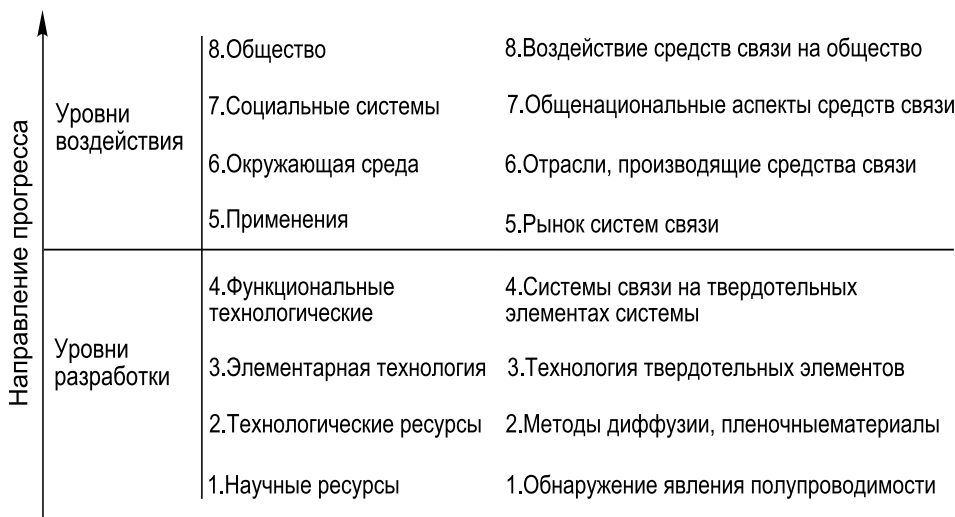 Направление прогресса
Уровни
воздействия
8.Общество
8.Воздействие средств связи на общество
7.Социальные системы
7.Общенациональные аспекты средств связи
6.Окружающая среда
6.Отрасли, производящие средства связи
5.Применения
5.Рынок систем связи
Уровни
разработки
4.Функциональные
технологические
4.Системы связи на твердотельных
элементах системы
3.Элементарная технология
3.Технология твердотельных элементов
2.Технологические ресурсы
2.Методы диффузии, пленочныематериалы
1.Научные ресурсы
1.Обнаружение явления полупроводимости